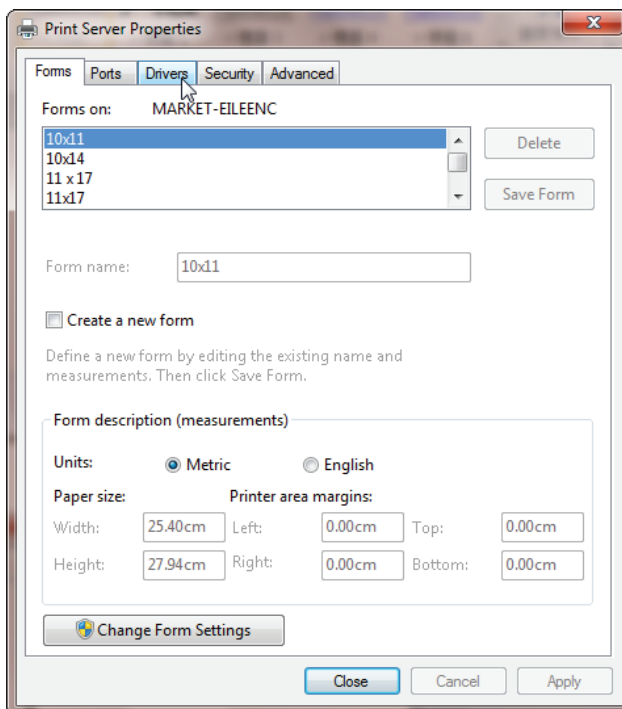 Print Server Properties
Forms Ports Drivers Security Advanced
Forms on: MARKET-EILEENC
10x11
10x14
11 x 17
11x17
Delete
Save Form
Form name: 10x11
Create a new form
Define a new form by editing the existing name and
measurements. Then click Save Form.
Form description (measurements)
Units: Metric English
Paper size: Printer area margins:
Width: 25.40cm Left: 0.00cm Top: 0.00cm
Height: 27.94cm Right: 0.00cm Bottom: 0.00cm
Change Form Settings
Close Cancel Apply